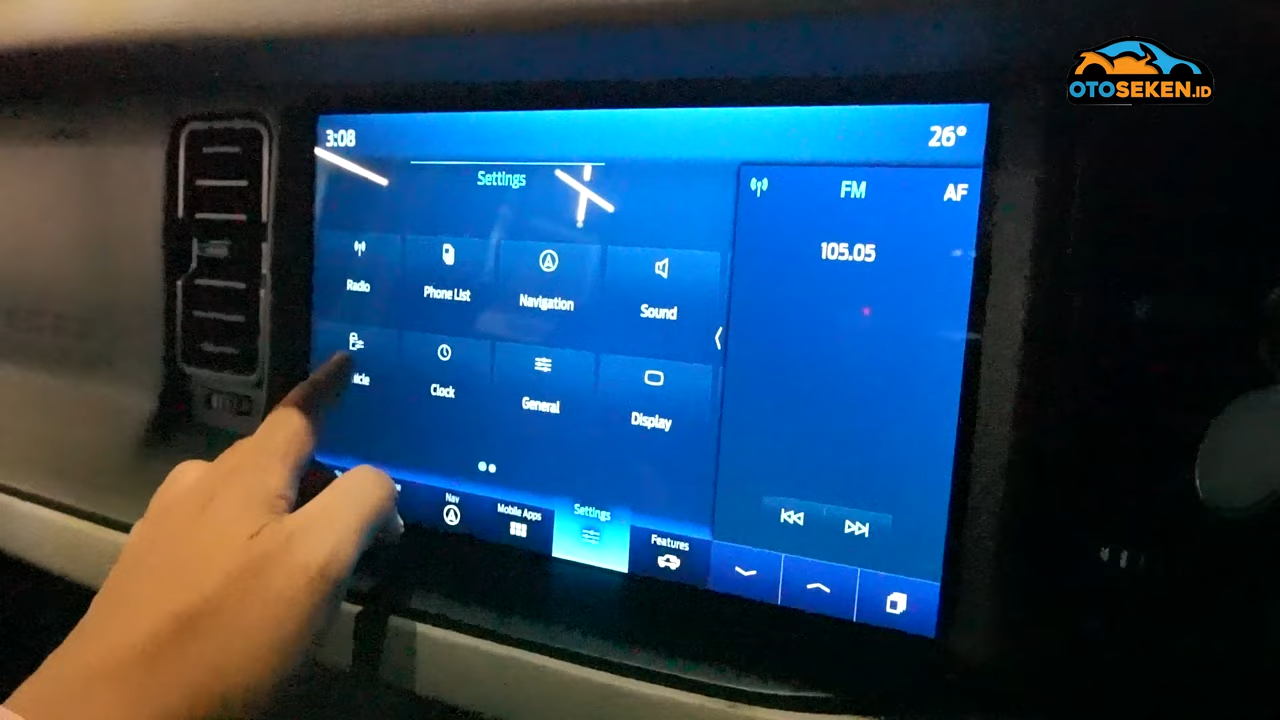 OTOSEKEN.ID
3:08
26°
Settings
FM
AF
105.05
Radio
Phone List
Navigation
Sound
Clock
General
Display
Nav
Mobile Apps
Settings
Features